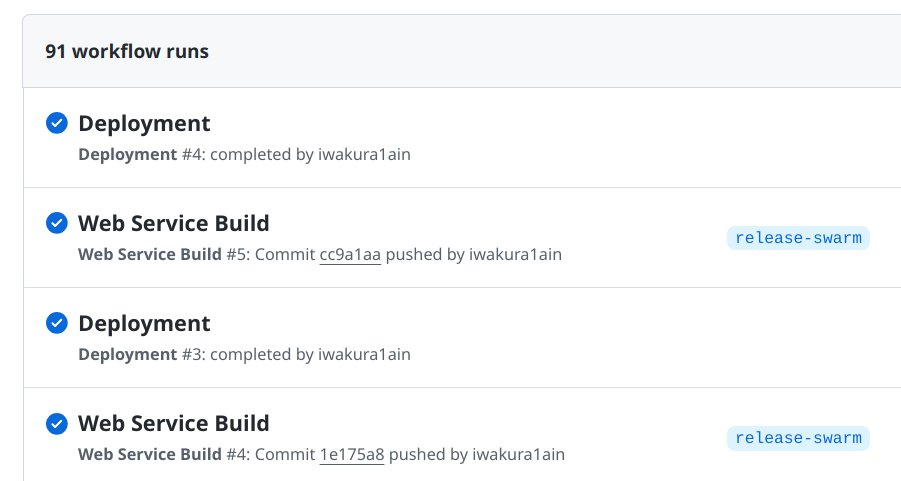 91 workflow runs
Deployment
Deployment #4: completed by iwakura1ain
Web Service Build
Web Service Build #5: Commit cc9a1aa pushed by iwakura1ain
release-swarm
Deployment
Deployment #3: completed by iwakura1ain
Web Service Build
Web Service Build #4: Commit 1e175a8 pushed by iwakura1ain
release-swarm